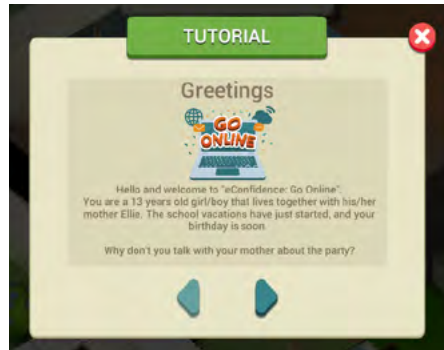 TUTORIAL
Greetings
GO
ONLINE
Hello and welcome to "eConfidence: Go Online".
You are a 13 years old girl/boy that lives together with his/her
mother Ellie. The school vacations have just started, and your
birthday is soon.
Why don't you talk with your mother about the party?